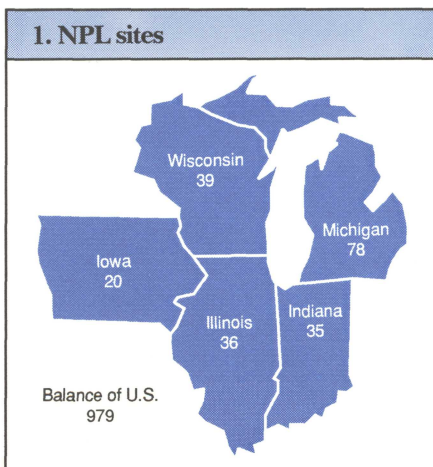 1. NPL sites
Wisconsin
39
Michigan
78
Iowa
20
Illinois
36
Indiana
35
Balance of U.S.
979